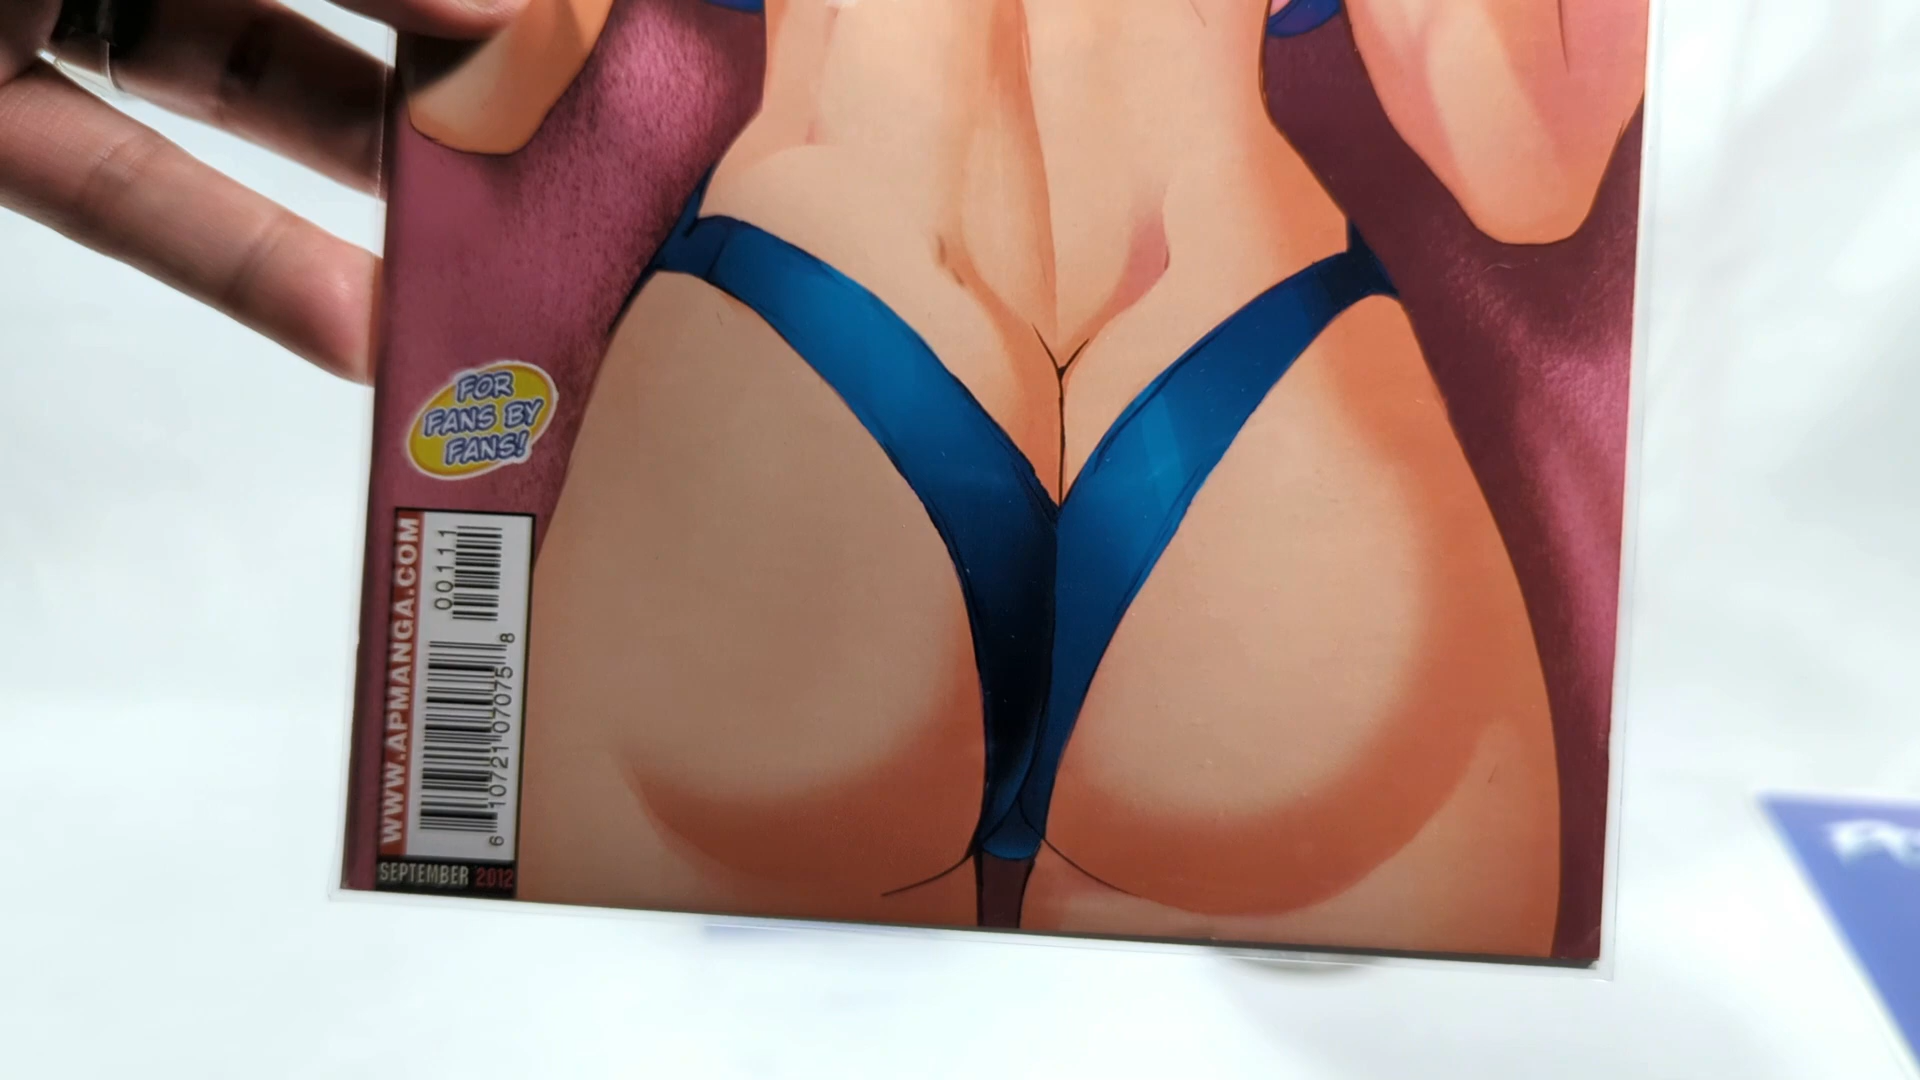 FOR
FANS BY
FANS!
WWW.APMANGA.COM
00111
6 10721 07075 8
SEPTEMBER 2012